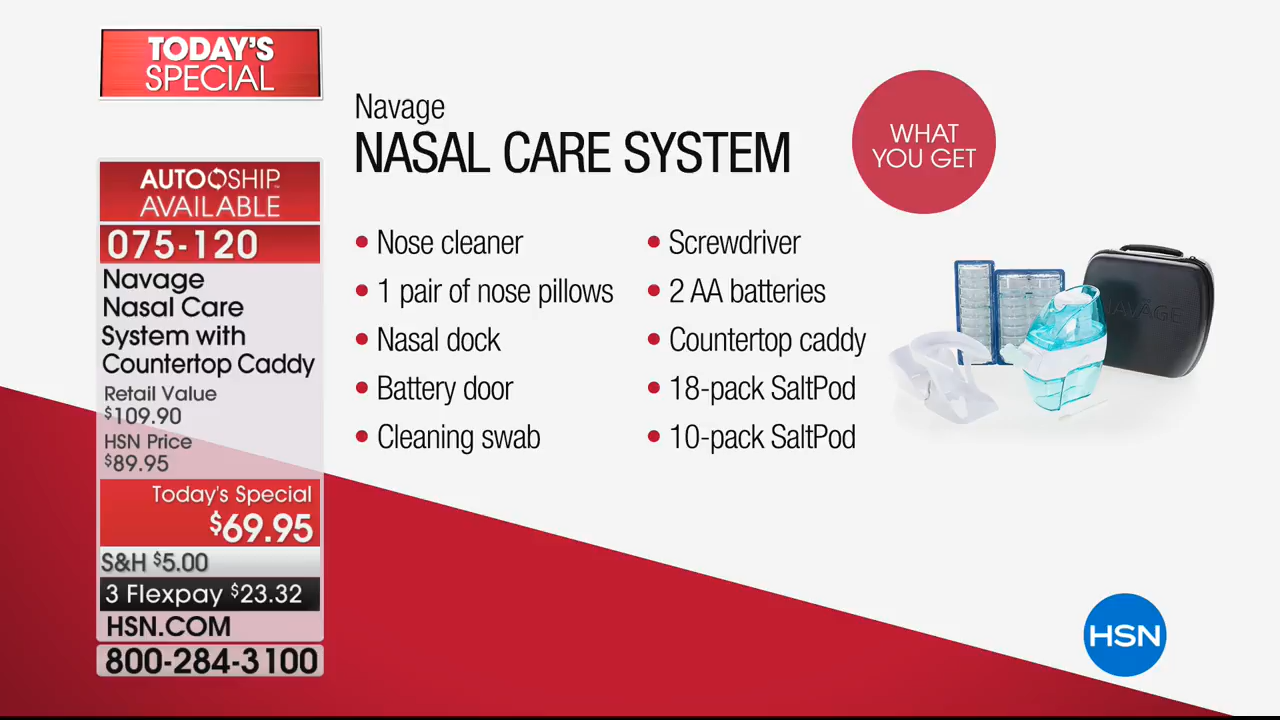 TODAY'S
SPECIAL
AUTOSHIP™
AVAILABLE
075-120
Navage
Nasal Care
System with
Countertop Caddy
Retail Value
$109.90
HSN Price
$89.95
Today's Special
$69.95
S&H $5.00
3 Flexpay $23.32
HSN.COM
800-284-3100
Navage
NASAL CARE SYSTEM
WHAT
YOU GET
• Nose cleaner
• 1 pair of nose pillows
• Nasal dock
• Battery door
• Cleaning swab
• Screwdriver
• 2 AA batteries
• Countertop caddy
• 18-pack SaltPod
• 10-pack SaltPod
NAVAGE
HSN